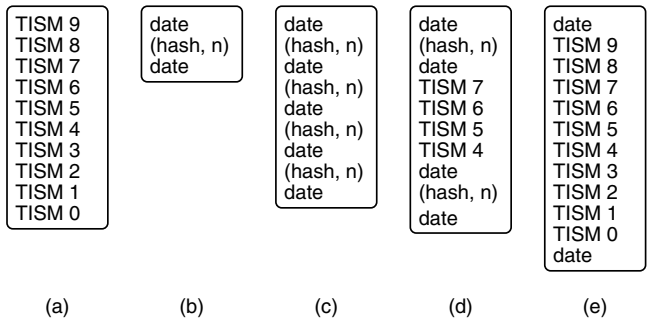 TISM 9
TISM 8
TISM 7
TISM 6
TISM 5
TISM 4
TISM 3
TISM 2
TISM 1
TISM 0
(a)
date
(hash, n)
date
(b)
date
(hash, n)
date
(hash, n)
date
(hash, n)
date
(hash, n)
date
(c)
date
(hash, n)
date
TISM 7
TISM 6
TISM 5
TISM 4
date
(hash, n)
date
(d)
date
TISM 9
TISM 8
TISM 7
TISM 6
TISM 5
TISM 4
TISM 3
TISM 2
TISM 1
TISM 0
date
(e)